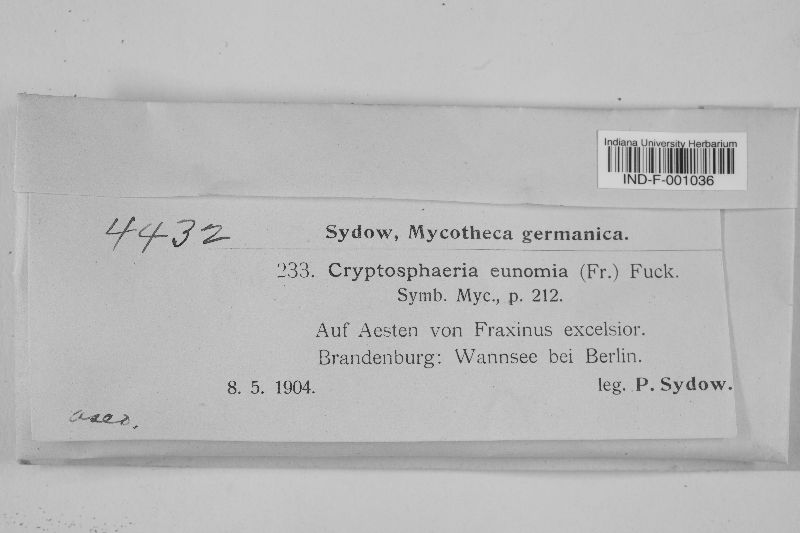 Indiana University Herbarium
IND-F-001036
4432
Sydow, Mycotheca germanica.
233. Cryptosphaeria eunomia (Fr.) Fuck.
Symb. Myc., p. 212.
Auf Aesten von Fraxinus excelsior.
Brandenburg: Wannsee bei Berlin.
8. 5. 1904.
leg. P. Sydow.
asco.